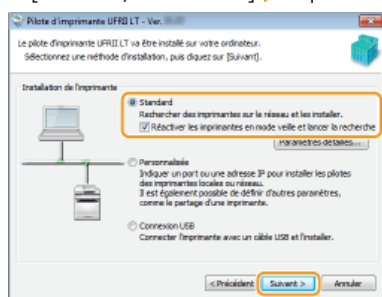 Pilote d'imprimante UFRII LT - Ver.
Le pilote d'imprimante UFRII LT va être installé sur votre ordinateur.
Sélectionnez une méthode d'installation, puis cliquez sur [Suivant].
Installation de l'imprimante
Standard
Rechercher des imprimantes sur le réseau et les installer.
Réactiver les imprimantes en mode veille et lancer la recherche
Paramètres détaillés...
Personnalisée
Indiquer un port ou une adresse IP pour installer les pilotes
des imprimantes locales ou réseau.
Il est également possible de définir d'autres paramètres,
comme le partage d'une imprimante.
Connexion USB
Connecter l'imprimante avec un câble USB et l'installer.
< Précédent
Suivant >
Annuler